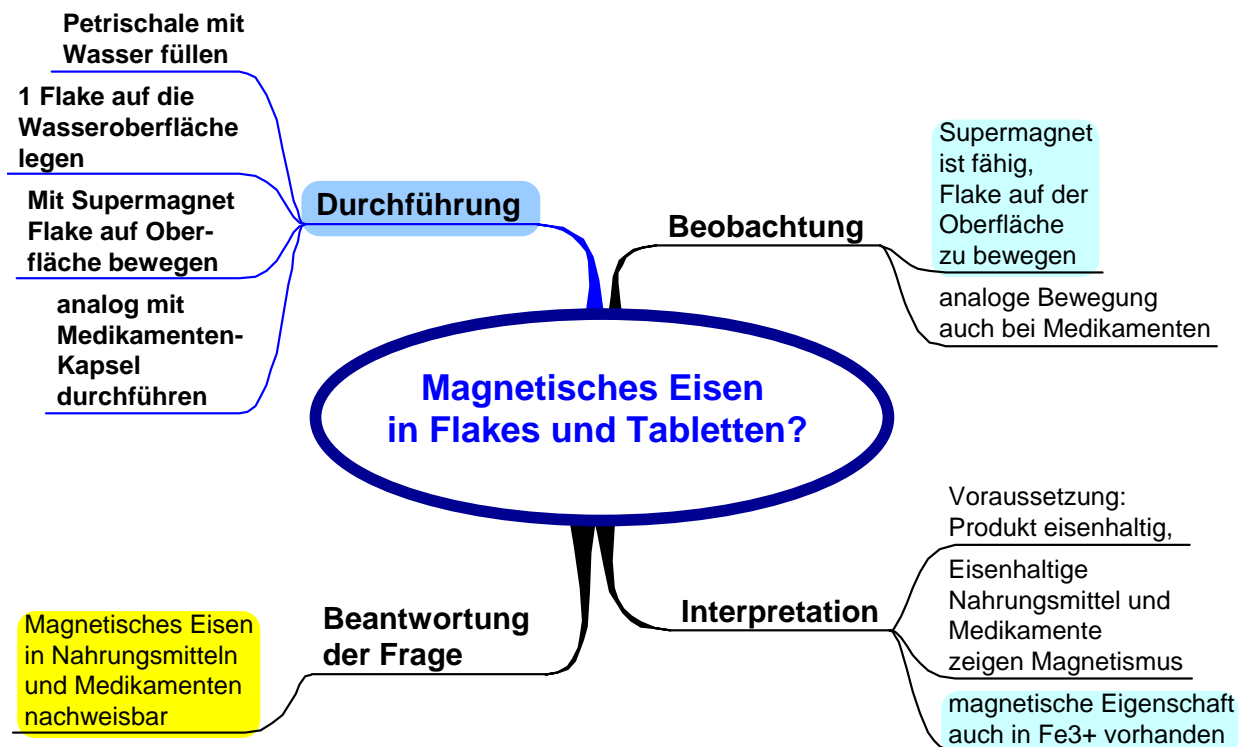 Magnetisches Eisen
in Flakes und Tabletten?
Durchführung
Petrischale mit
Wasser füllen
1 Flake auf die
Wasseroberfläche
legen
Mit Supermagnet
Flake auf Ober-
fläche bewegen
analog mit
Medikamenten-
Kapsel
durchführen
Beobachtung
Supermagnet
ist fähig,
Flake auf der
Oberfläche
zu bewegen
analoge Bewegung
auch bei Medikamenten
Interpretation
Voraussetzung:
Produkt eisenhaltig,
Eisenhaltige
Nahrungsmittel und
Medikamente
zeigen Magnetismus
magnetische Eigenschaft
auch in Fe3+ vorhanden
Beantwortung
der Frage
Magnetisches Eisen
in Nahrungsmitteln
und Medikamenten
nachweisbar